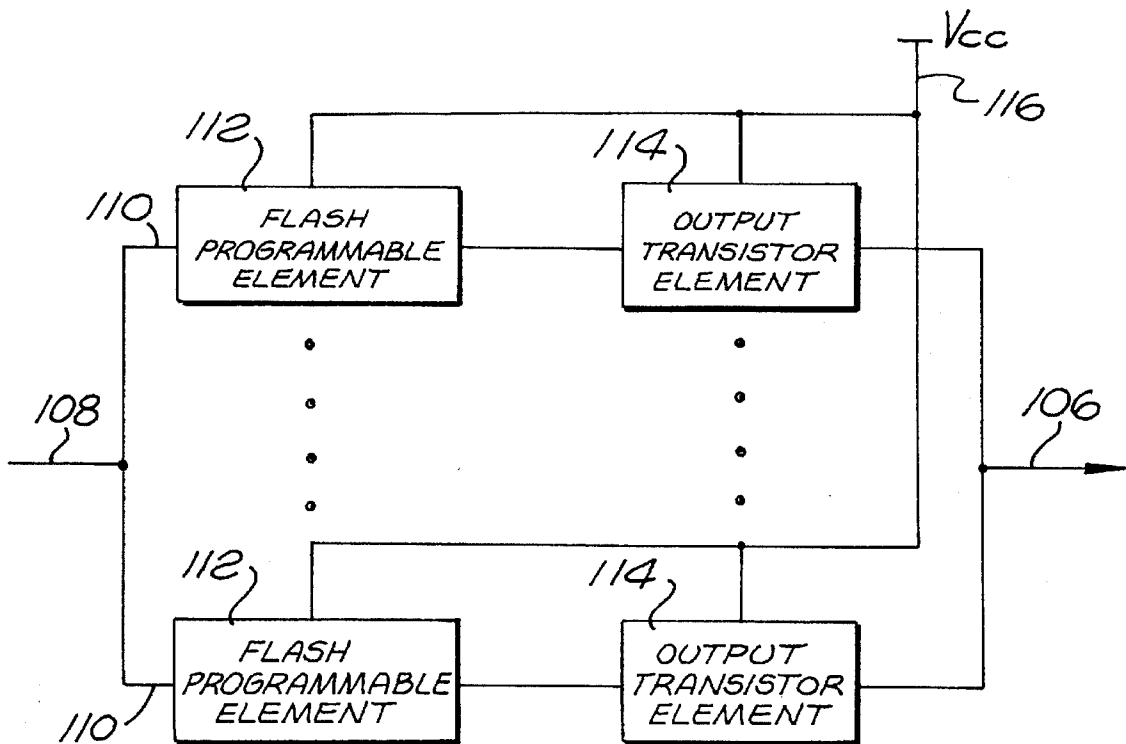 Vcc
116
112
114
110
FLASH
PROGRAMMABLE
ELEMENT
OUTPUT
TRANSISTOR
ELEMENT
108
106
112
114
FLASH
PROGRAMMABLE
ELEMENT
OUTPUT
TRANSISTOR
ELEMENT
110